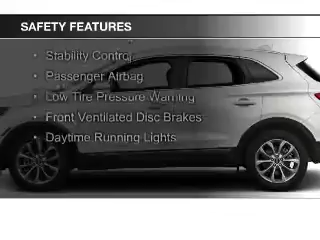 SAFETY FEATURES
• Stability Control
• Passenger Airbag
• Low Tire Pressure Warning
• Front Ventilated Disc Brakes
• Daytime Running Lights